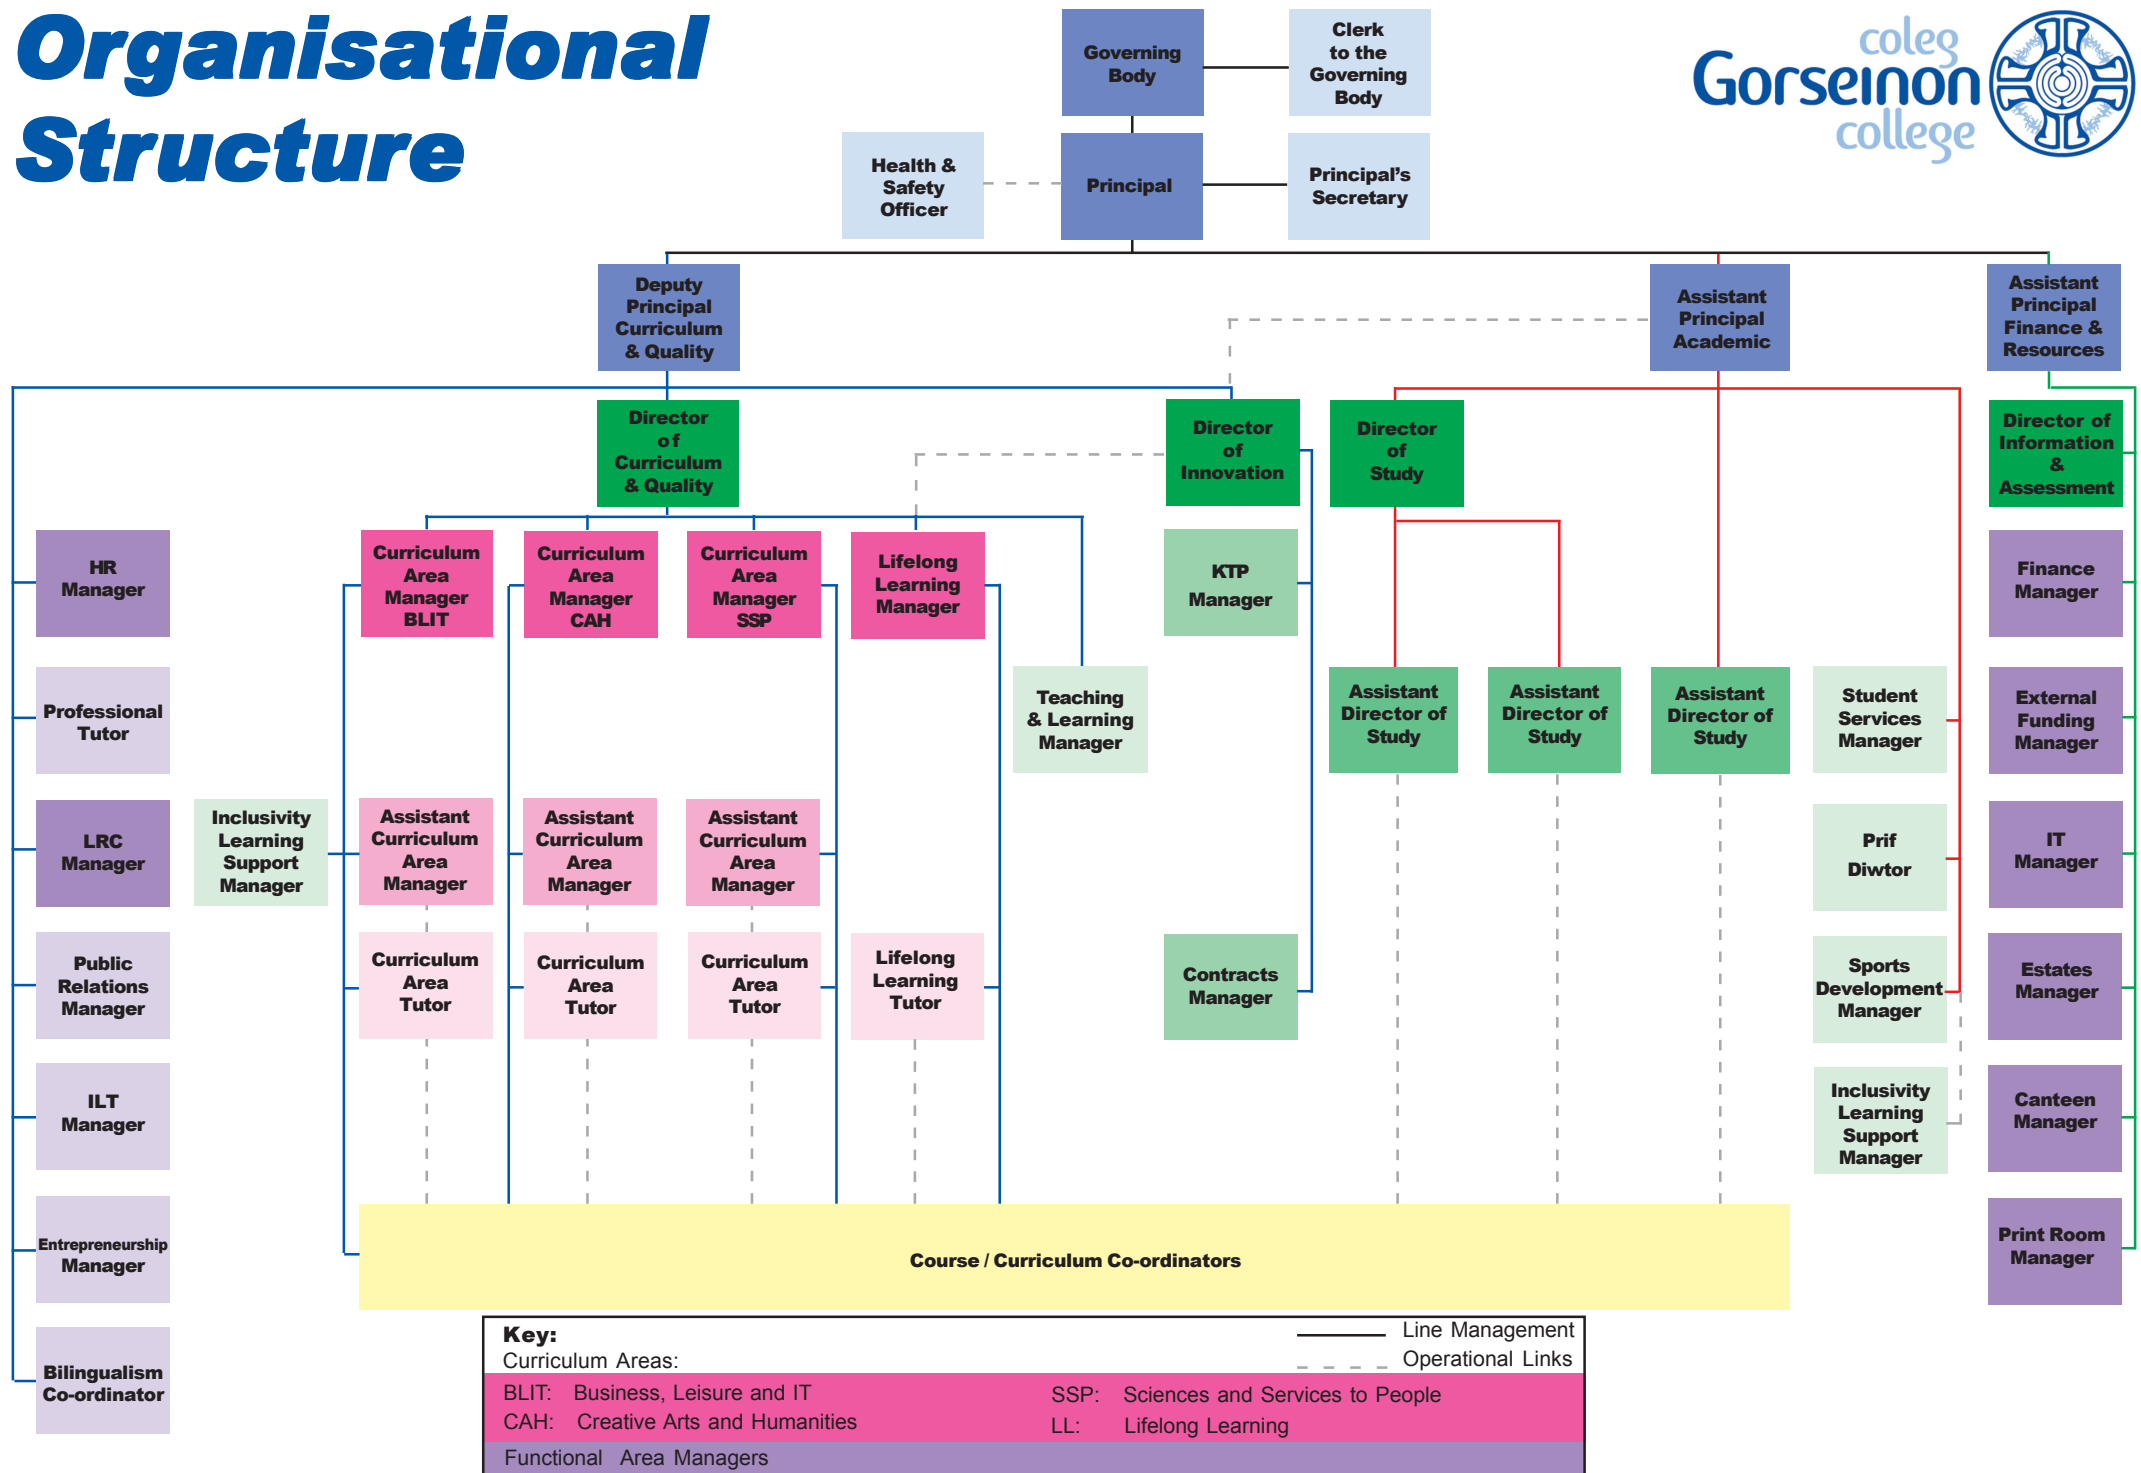 Organisational
Structure
Governing
Body
Clerk
to the
Governing
Body
coleg
Gorseinon
college
Health &
Safety
Officer
Principal
Principal's
Secretary
Deputy
Principal
Curriculum
& Quality
Assistant
Principal
Academic
Assistant
Principal
Finance &
Resources
Director
of
Curriculum
& Quality
Director
of
Innovation
Director
of
Study
Director of
Information
&
Assessment
HR
Manager
Curriculum
Area
Manager
BLIT
Curriculum
Area
Manager
CAH
Curriculum
Area
Manager
SSP
Lifelong
Learning
Manager
KTP
Manager
Finance
Manager
Professional
Tutor
Teaching
& Learning
Manager
Assistant
Director of
Study
Assistant
Director of
Study
Assistant
Director of
Study
Student
Services
Manager
External
Funding
Manager
LRC
Manager
Inclusivity
Learning
Support
Manager
Assistant
Curriculum
Area
Manager
Assistant
Curriculum
Area
Manager
Assistant
Curriculum
Area
Manager
Prif
Diwtor
IT
Manager
Public
Relations
Manager
Curriculum
Area
Tutor
Curriculum
Area
Tutor
Curriculum
Area
Tutor
Lifelong
Learning
Tutor
Contracts
Manager
Sports
Development
Manager
Estates
Manager
ILT
Manager
Inclusivity
Learning
Support
Manager
Canteen
Manager
Entrepreneurship
Manager
Course / Curriculum Co-ordinators
Print Room
Manager
Bilingualism
Co-ordinator
Key:
Line Management
Curriculum Areas:
Operational Links
BLIT: Business, Leisure and IT
SSP: Sciences and Services to People
CAH: Creative Arts and Humanities
LL: Lifelong Learning
Functional Area Managers